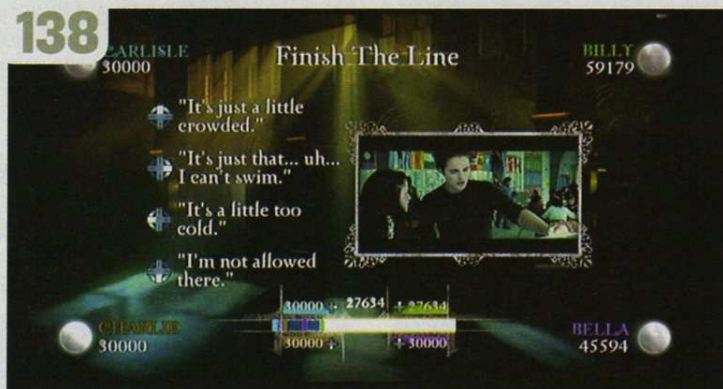 138
CARLISLE
30000
Finish The Line
BILLY
59179
"It's just a little
crowded."
"It's just that... uh...
I can't swim."
"It's a little too
cold."
"I'm not allowed
there."
30000 + 27634 + 27634
30000 + + 30000
CHARLIE
30000
BELLA
45594